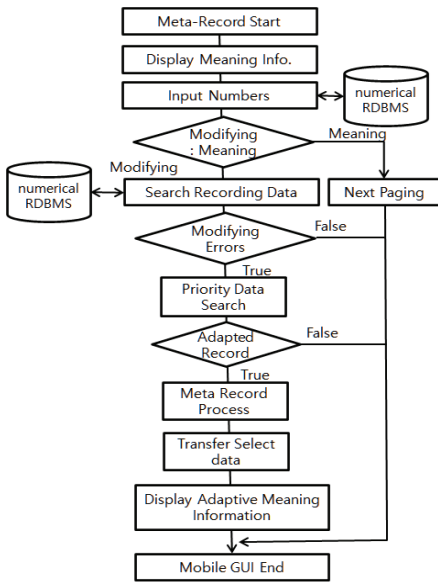 Meta-Record Start
Display Meaning Info.
Input Numbers
numerical
RDBMS
Modifying
: Meaning
Meaning
Modifying
numerical
RDBMS
Search Recording Data
Next Paging
Modifying
Errors
False
True
Priority Data
Search
Adapted
Record
False
True
Meta Record
Process
Transfer Select
data
Display Adaptive Meaning
Information
Mobile GUI End